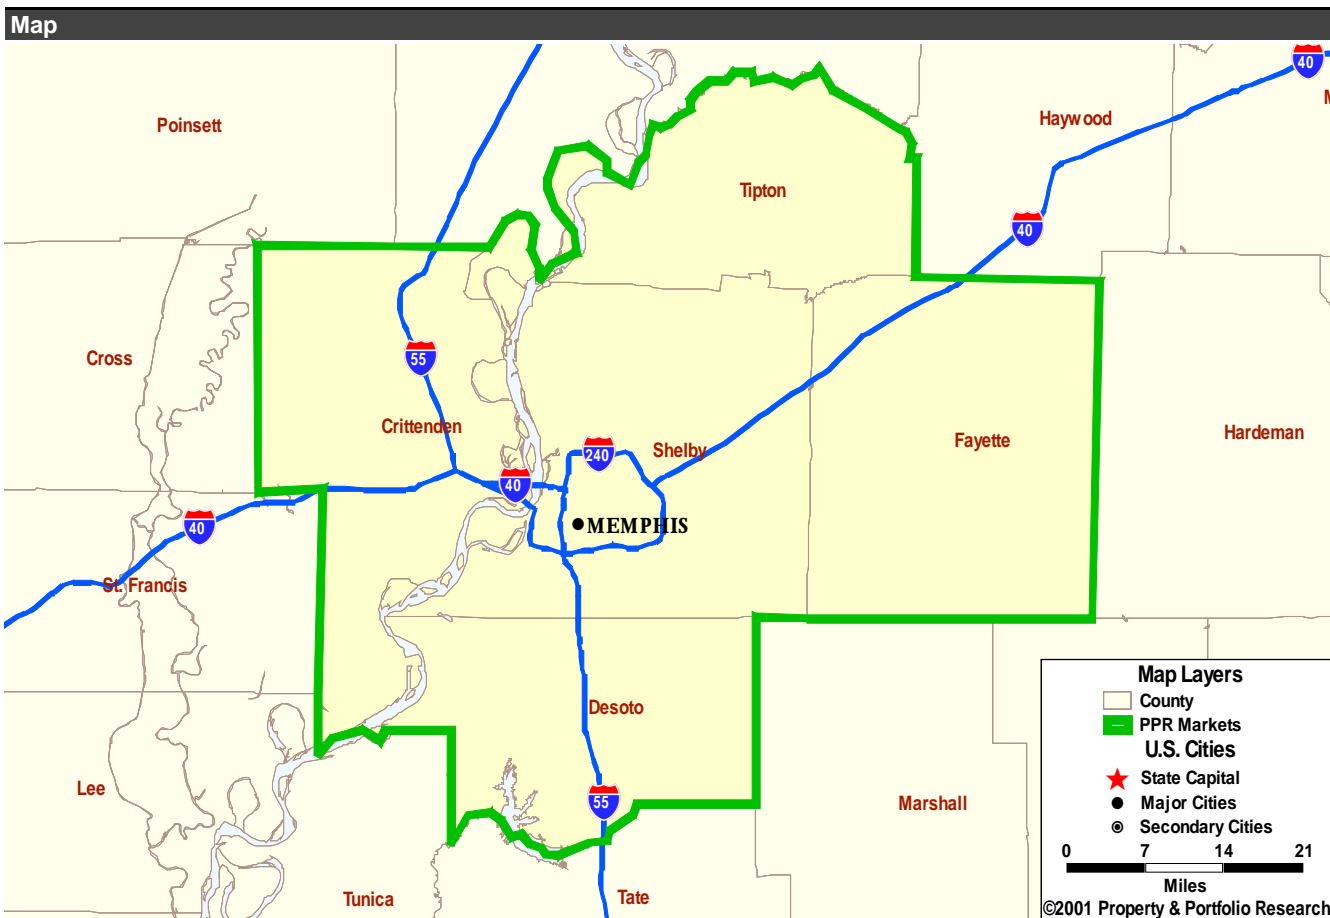 Map
40
M
Poinsett
Haywood
Tipton
40
Cross
55
Crittenden
Shelby
Fayette
Hardeman
240
40
40
MEMPHIS
St. Francis
Desoto
Lee
55
Marshall
Tunica
Tate
Map Layers
County
PPR Markets
U.S. Cities
State Capital
Major Cities
Secondary Cities
0 7 14 21
Miles
©2001 Property & Portfolio Research